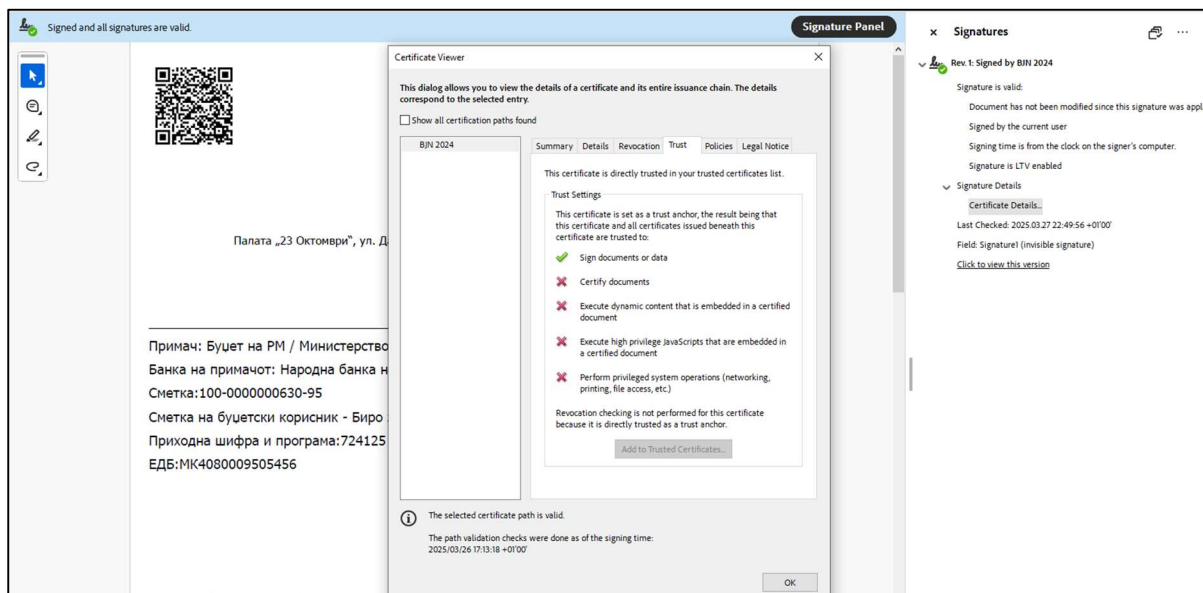 Signed and all signatures are valid.
Signature Panel
Палата „23 Октомври“, ул.
Примач: Буџет на РМ / Министерство
Банка на примачот: Народна банка
Сметка:100-0000000630-95
Сметка на буџетски корисник - Биро
Приходна шифра и програма:724125
ЕДБ:МК4080009505456
Certificate Viewer
This dialog allows you to view the details of a certificate and its entire issuance chain. The details
correspond to the selected entry.
Show all certification paths found
BJN 2024
Summary Details Revocation Trust Policies Legal Notice
This certificate is directly trusted in your trusted certificates list.
Trust Settings
This certificate is set as a trust anchor, the result being that
this certificate and all certificates issued beneath this
certificate are trusted to:
Sign documents or data
Certify documents
Execute dynamic content that is embedded in a certified
document
Execute high privilege JavaScripts that are embedded in
a certified document
Perform privileged system operations (networking,
printing, file access, etc.)
Revocation checking is not performed for this certificate
because it is directly trusted as a trust anchor.
Add to Trusted Certificates...
The selected certificate path is valid.
The path validation checks were done as of the signing time:
2025/03/26 17:13:18 +01'00'
OK
Signatures
Rev. 1: Signed by BJN 2024
Signature is valid:
Document has not been modified since this signature was appl
Signed by the current user
Signing time is from the clock on the signer's computer.
Signature is LTV enabled
Signature Details
Certificate Details...
Last Checked: 2025.03.27 22:49:56 +01'00'
Field: Signature1 (invisible signature)
Click to view this version